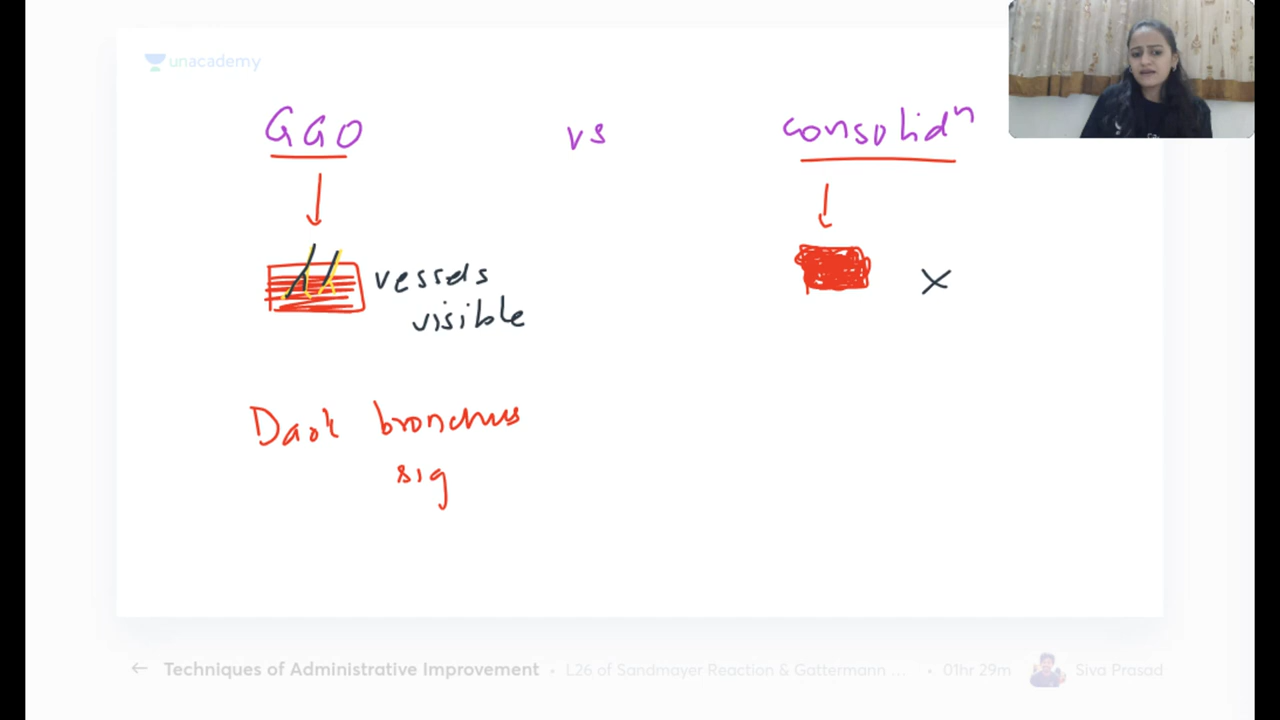 unacademy
GGO vs consolidⁿ
vessels
visible
X
Dark bronchus
sig
← Techniques of Administrative Improvement • L26 of Sandmayer Reaction & Gattermann ... • 01hr 29m Siva Prasad